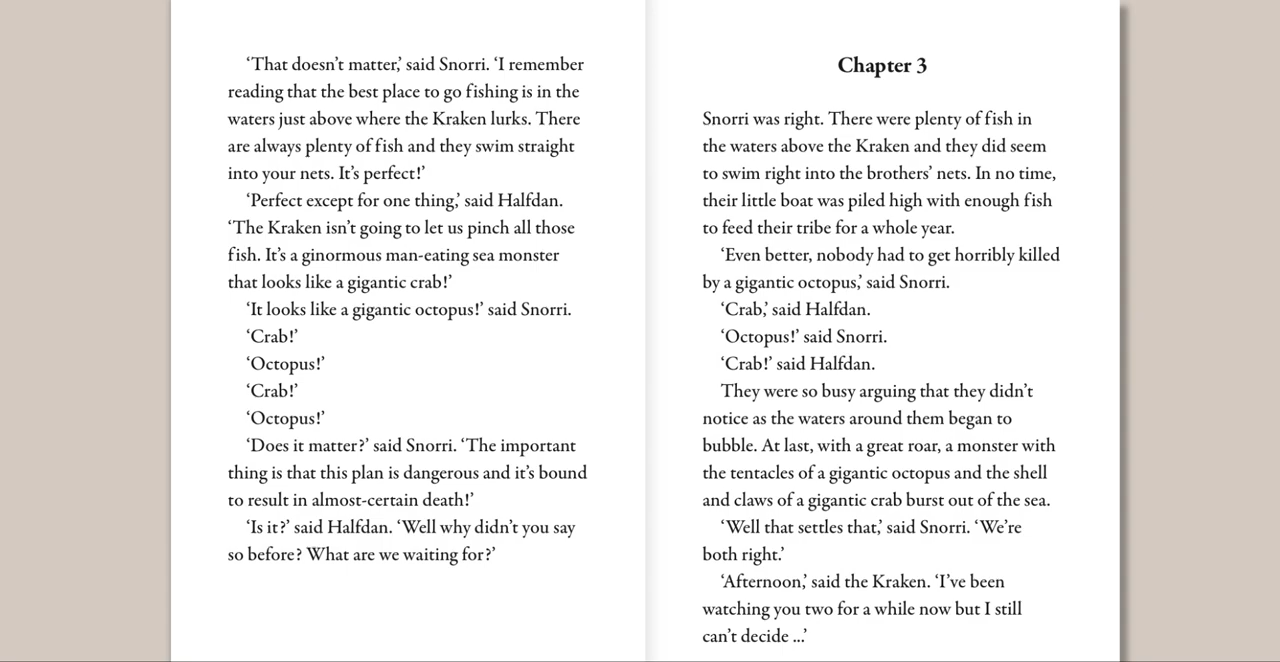 ‘That doesn’t matter,’ said Snorri. ‘I remember
reading that the best place to go fishing is in the
waters just above where the Kraken lurks. There
are always plenty of fish and they swim straight
into your nets. It’s perfect!’
‘Perfect except for one thing,’ said Halfdan.
‘The Kraken isn’t going to let us pinch all those
fish. It’s a ginormous man-eating sea monster
that looks like a gigantic crab!’
‘It looks like a gigantic octopus!’ said Snorri.
‘Crab!’
‘Octopus!’
‘Crab!’
‘Octopus!’
‘Does it matter?’ said Snorri. ‘The important
thing is that this plan is dangerous and it’s bound
to result in almost-certain death!’
‘Is it?’ said Halfdan. ‘Well why didn’t you say
so before? What are we waiting for?’
Chapter 3
Snorri was right. There were plenty of fish in
the waters above the Kraken and they did seem
to swim right into the brothers’ nets. In no time,
their little boat was piled high with enough fish
to feed their tribe for a whole year.
‘Even better, nobody had to get horribly killed
by a gigantic octopus,’ said Snorri.
‘Crab,’ said Halfdan.
‘Octopus!’ said Snorri.
‘Crab!’ said Halfdan.
They were so busy arguing that they didn’t
notice as the waters around them began to
bubble. At last, with a great roar, a monster with
the tentacles of a gigantic octopus and the shell
and claws of a gigantic crab burst out of the sea.
‘Well that settles that,’ said Snorri. ‘We’re
both right.’
‘Afternoon,’ said the Kraken. ‘I’ve been
watching you two for a while now but I still
can’t decide ...’